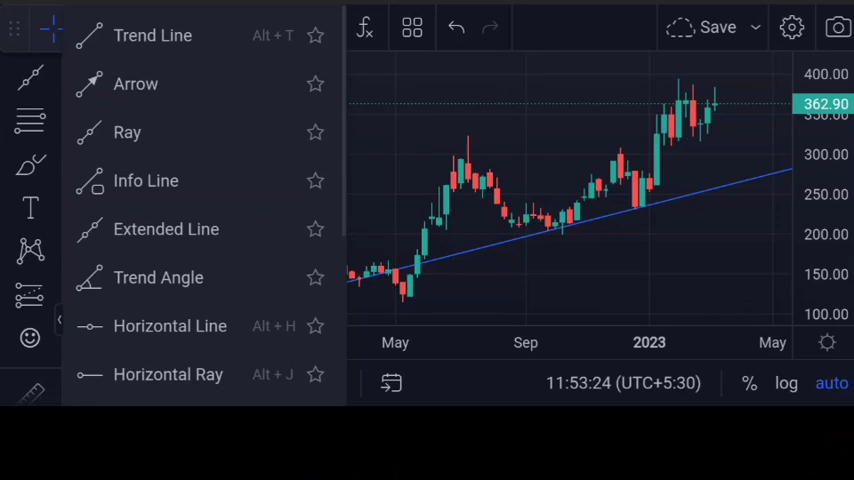 Save
Trend Line Alt + T
Arrow
Ray
Info Line
Extended Line
Trend Angle
Horizontal Line Alt + H
Horizontal Ray Alt + J
400.00
362.90
350.00
300.00
250.00
200.00
150.00
100.00
May Sep 2023 May
11:53:24 (UTC+5:30) % log auto